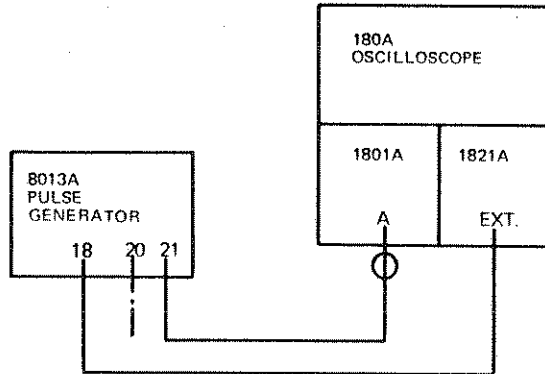 180A
OSCILLOSCOPE
1801A 1821A
A EXT.
8013A
PULSE
GENERATOR
18 20 21